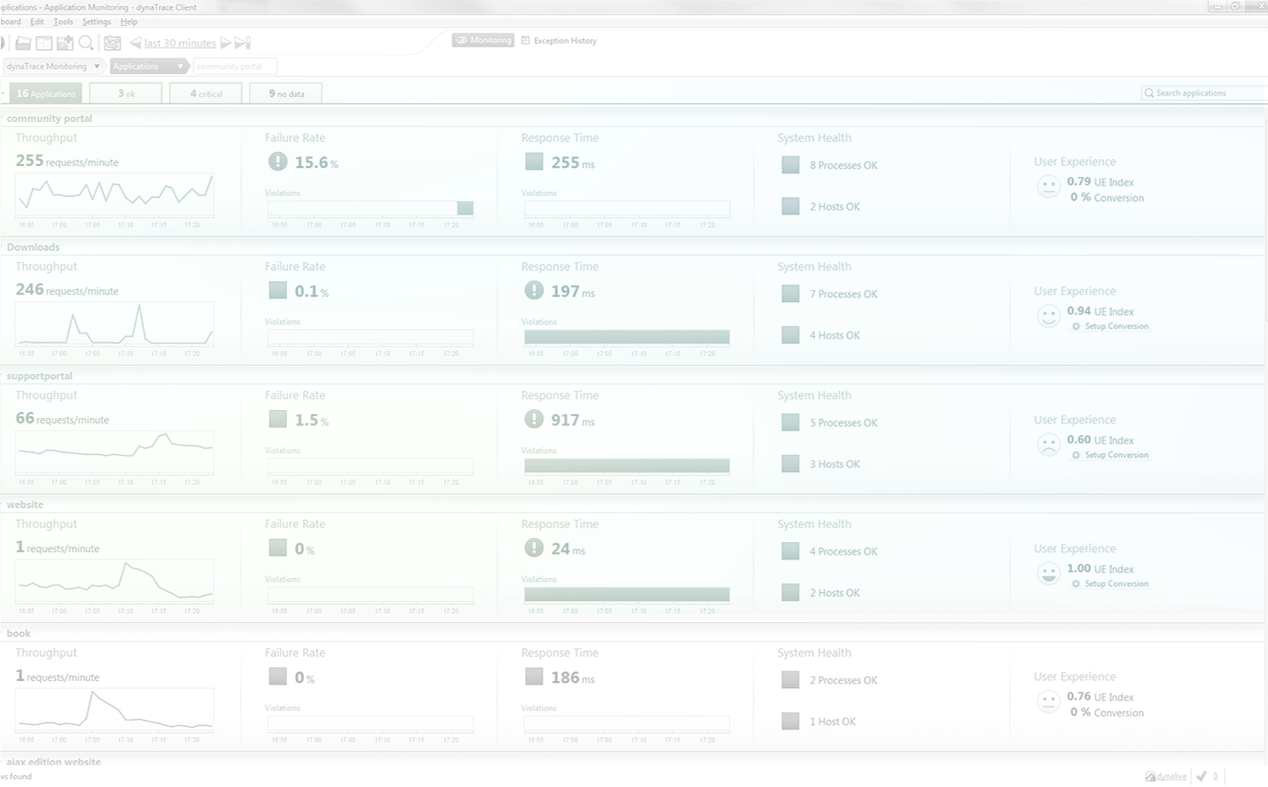 plications - Application Monitoring - dynaTrace Client
board Edit Tools Settings Help
last 30 minutes
Monitoring Exception History
dynaTrace Monitoring Applications community portal
16 Applications 3 ok 4 critical 9 no data Search applications
community portal
Throughput Failure Rate Response Time System Health
255 requests/minute 15.6 % 255 ms 8 Processes OK User Experience
0.79 UE Index
Violations Violations 0 % Conversion
2 Hosts OK
16:55 17:00 17:05 17:10 17:15 17:20 16:55 17:00 17:05 17:10 17:15 17:20 16:55 17:00 17:05 17:10 17:15 17:20
Downloads
Throughput Failure Rate Response Time System Health
246 requests/minute 0.1 % 197 ms 7 Processes OK User Experience
0.94 UE Index
Violations Violations Setup Conversion
4 Hosts OK
16:55 17:00 17:05 17:10 17:15 17:20 16:55 17:00 17:05 17:10 17:15 17:20 16:55 17:00 17:05 17:10 17:15 17:20
supportportal
Throughput Failure Rate Response Time System Health
66 requests/minute 1.5 % 917 ms 5 Processes OK User Experience
0.60 UE Index
Violations Violations Setup Conversion
3 Hosts OK
16:55 17:00 17:05 17:10 17:15 17:20 16:55 17:00 17:05 17:10 17:15 17:20 16:55 17:00 17:05 17:10 17:15 17:20
website
Throughput Failure Rate Response Time System Health
1 requests/minute 0 % 24 ms 4 Processes OK User Experience
1.00 UE Index
Violations Violations Setup Conversion
2 Hosts OK
16:55 17:00 17:05 17:10 17:15 17:20 16:55 17:00 17:05 17:10 17:15 17:20 16:55 17:00 17:05 17:10 17:15 17:20
book
Throughput Failure Rate Response Time System Health
1 requests/minute 0 % 186 ms 2 Processes OK User Experience
0.76 UE Index
Violations Violations 0 % Conversion
1 Host OK
16:55 17:00 17:05 17:10 17:15 17:20 16:55 17:00 17:05 17:10 17:15 17:20 16:55 17:00 17:05 17:10 17:15 17:20
ajax edition website
ws found dynalive 0